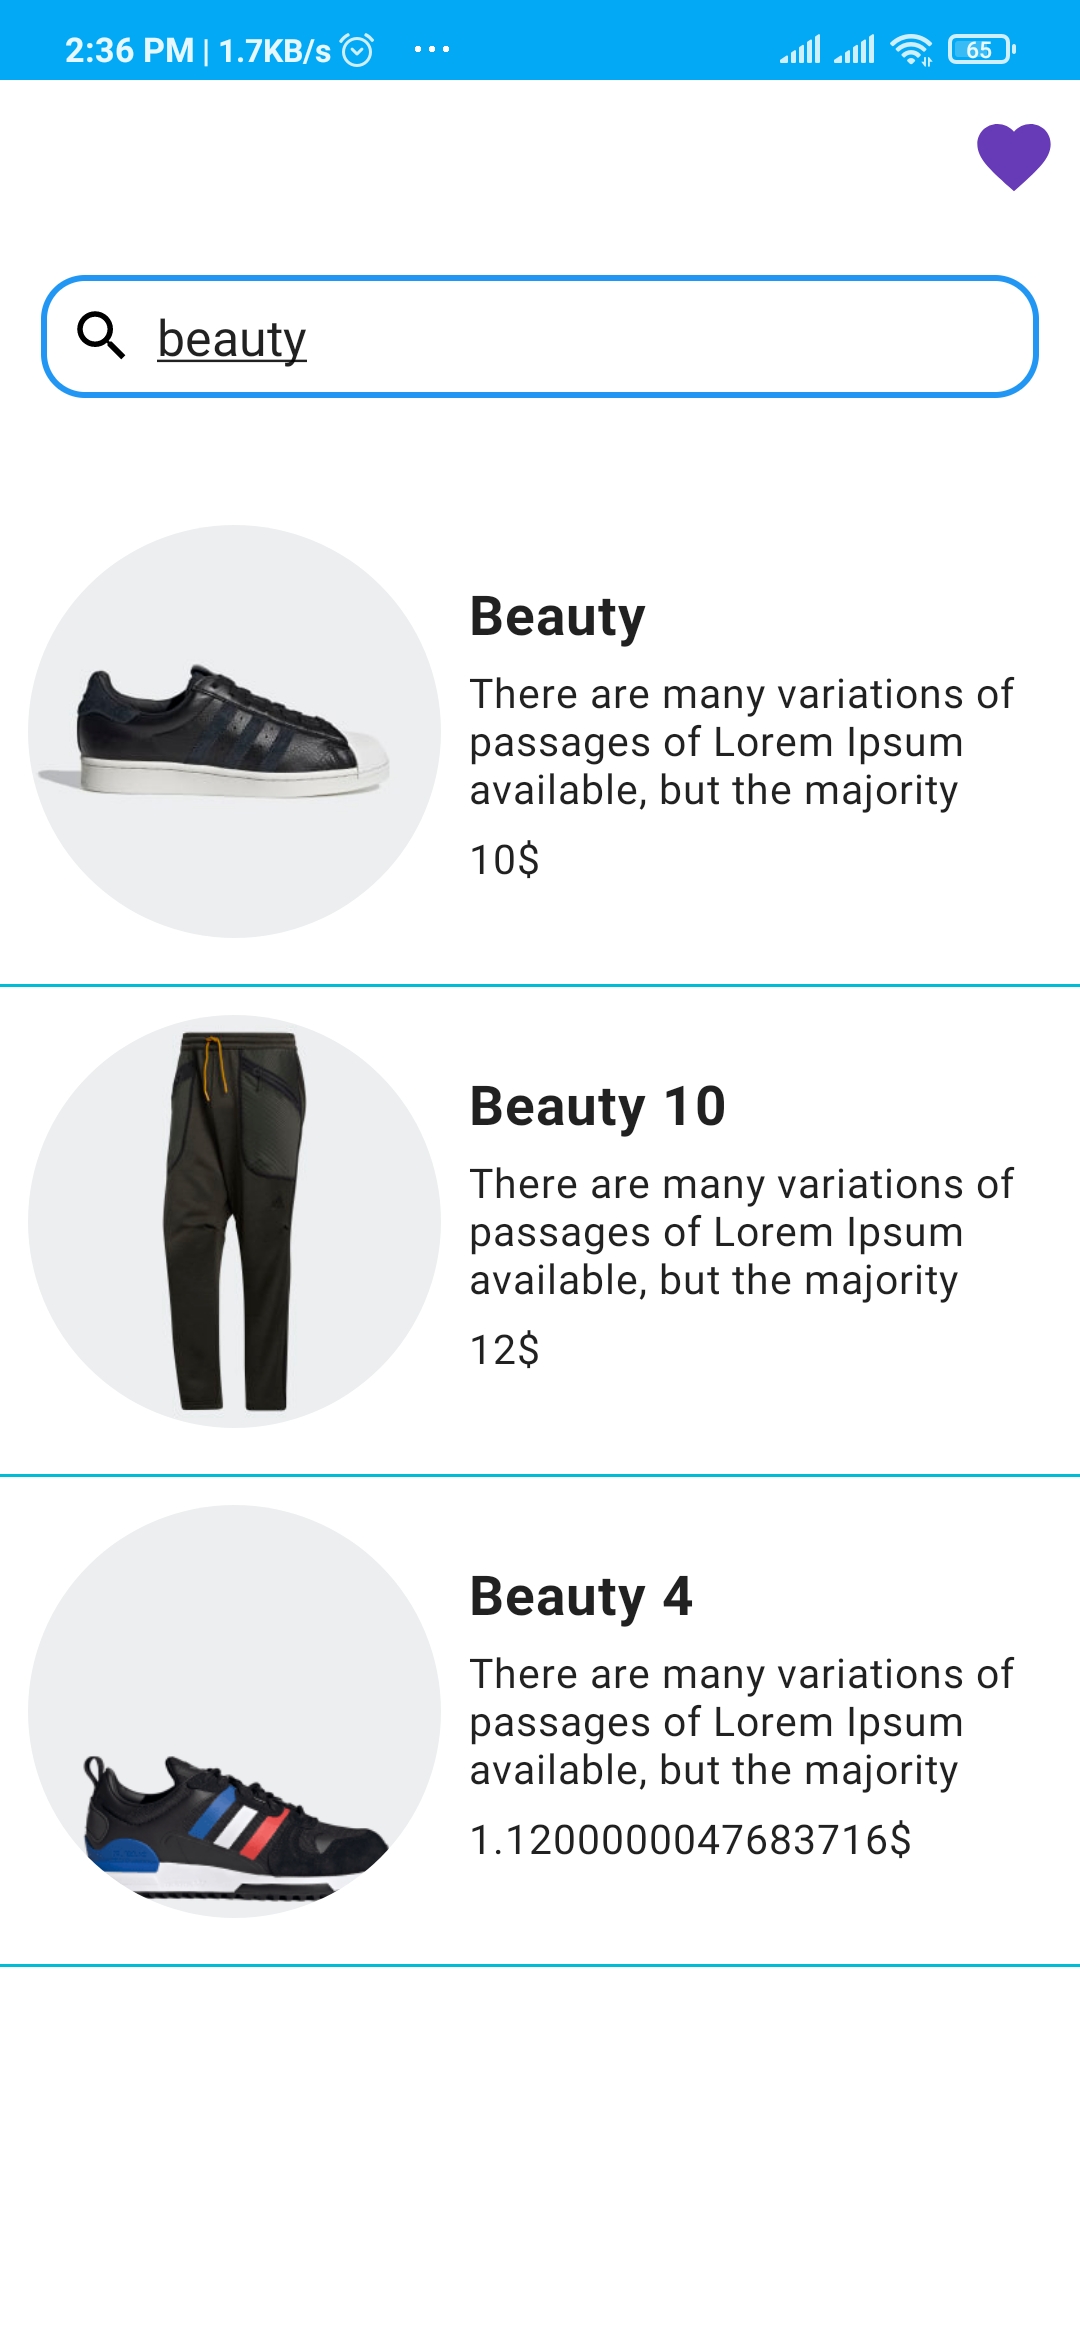 2:36 PM | 1.7KB/s
65
beauty
Beauty
There are many variations of
passages of Lorem Ipsum
available, but the majority
10$
Beauty 10
There are many variations of
passages of Lorem Ipsum
available, but the majority
12$
Beauty 4
There are many variations of
passages of Lorem Ipsum
available, but the majority
1.1200000047683716$